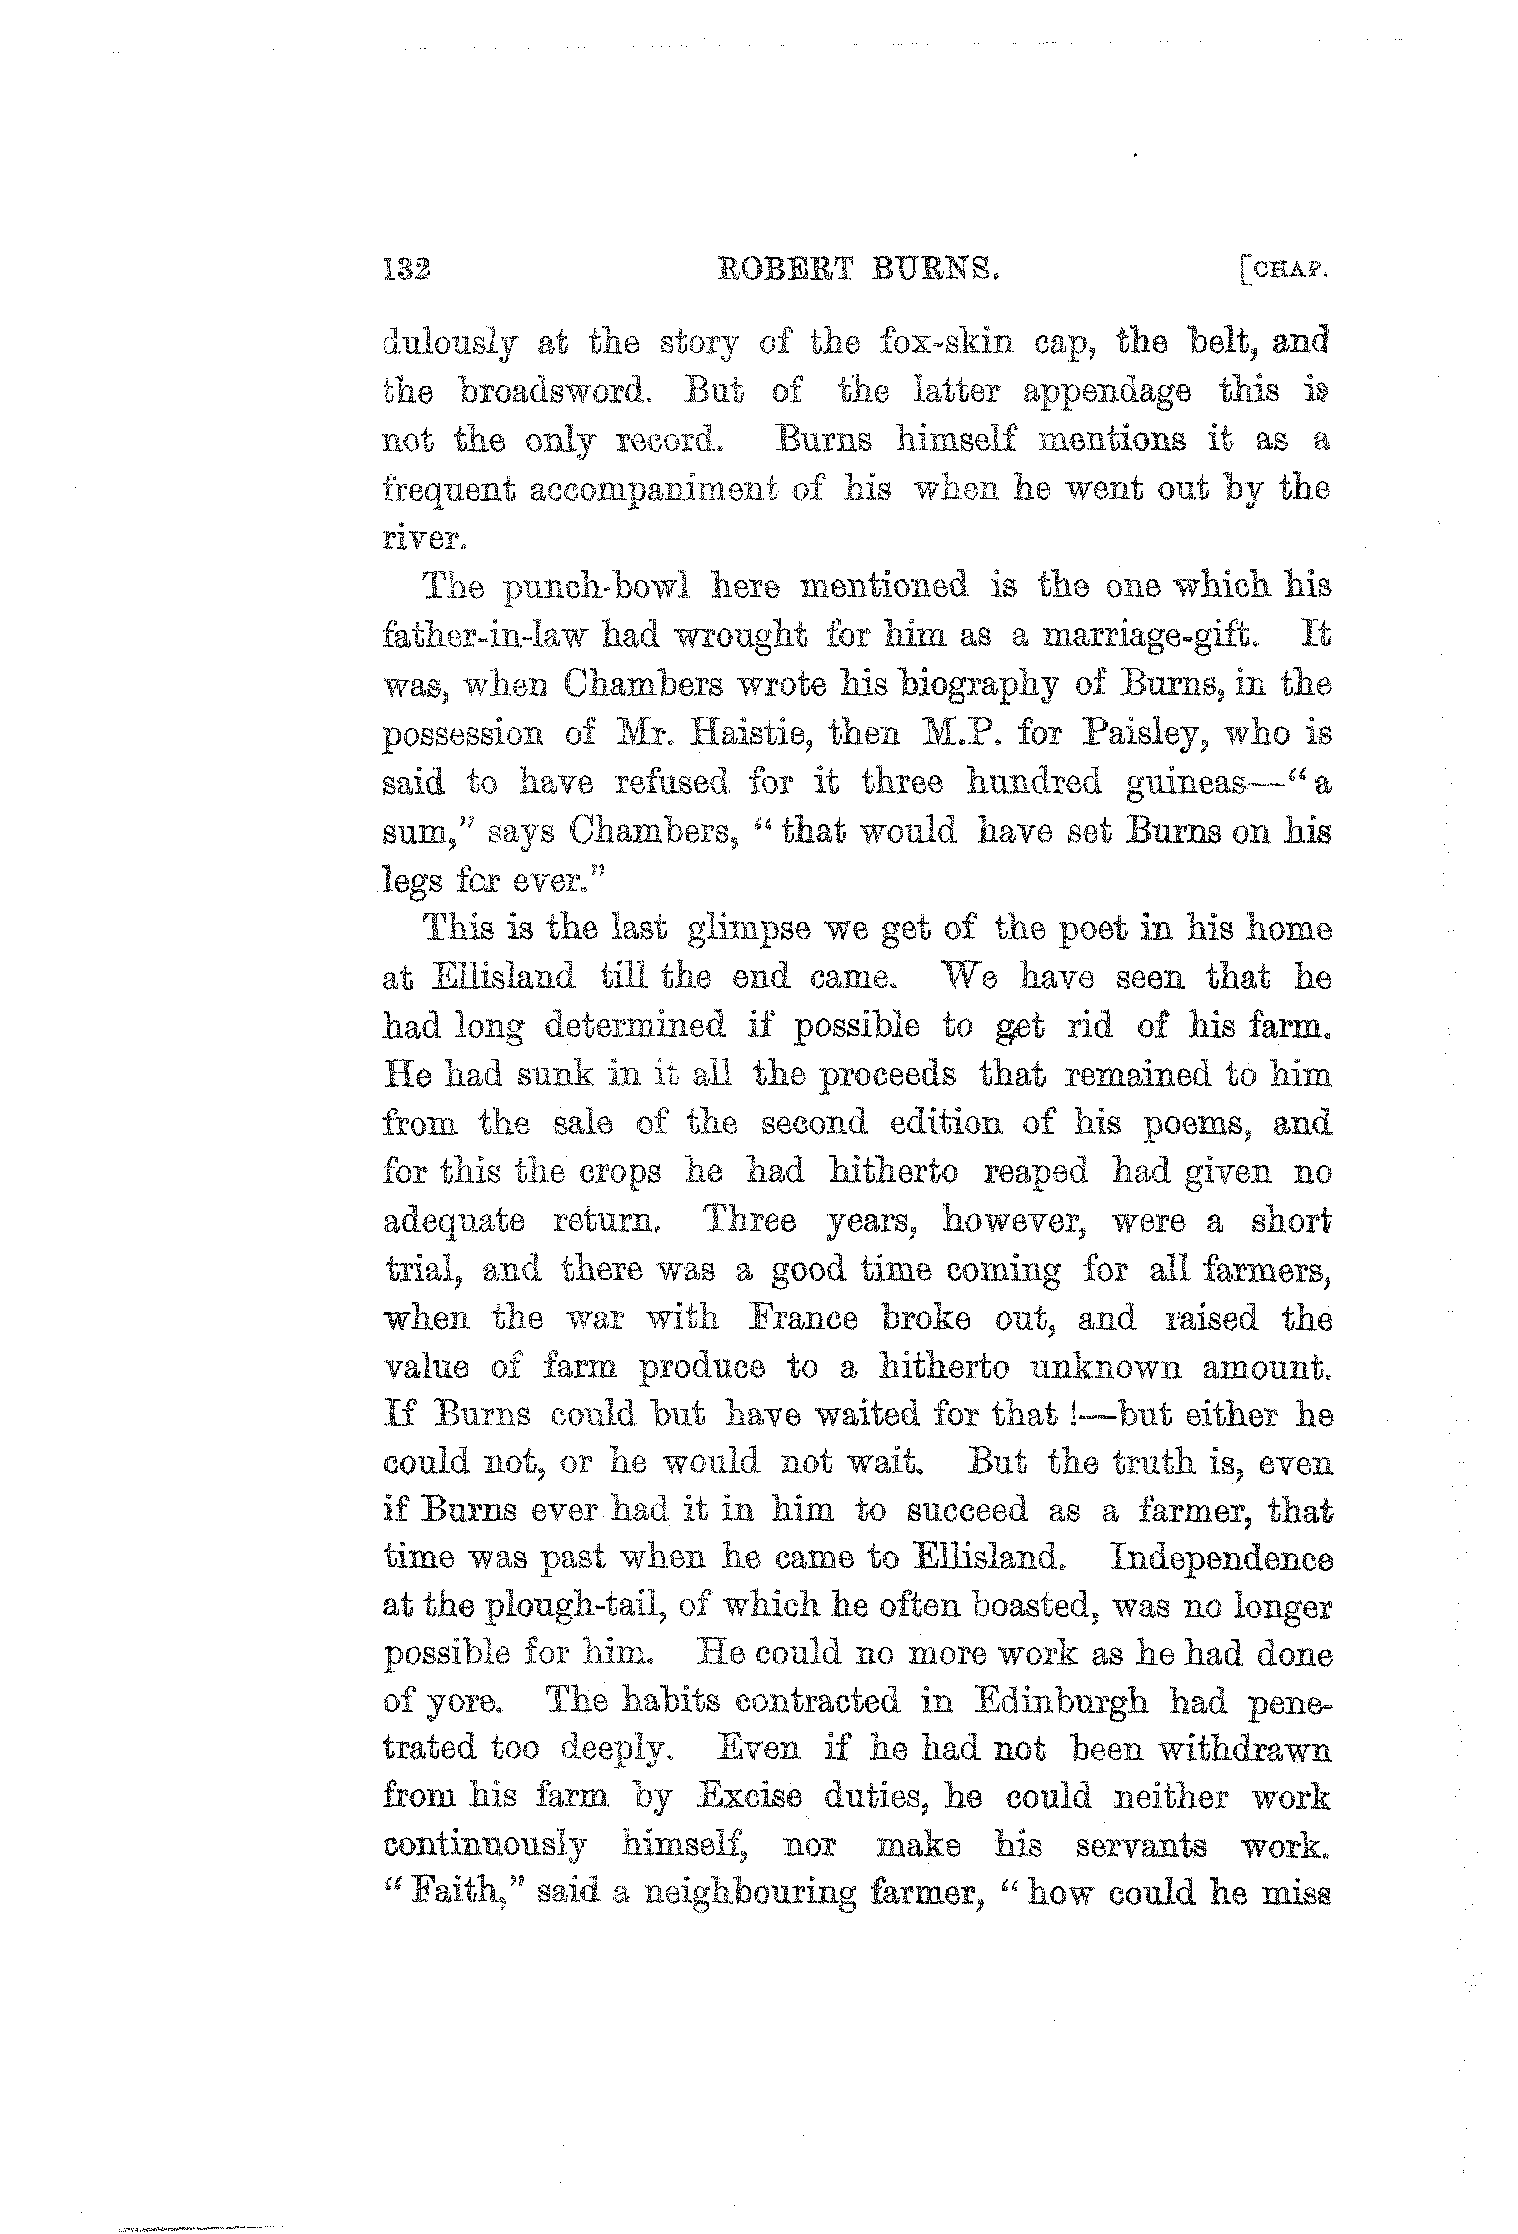 132 ROBERT BURNS. [CHAP.
dulously at the story of the fox-skin cap, the belt, and
the broadsword. But of the latter appendage this is
not the only record. Burns himself mentions it as a
frequent accompaniment of his when he went out by the
river.
The punch-bowl here mentioned is the one which his
father-in-law had wrought for him as a marriage-gift. It
was, when Chambers wrote his biography of Burns, in the
possession of Mr. Haistie, then M.P. for Paisley, who is
said to have refused for it three hundred guineas—“a
sum,” says Chambers, “that would have set Burns on his
legs for ever.”
This is the last glimpse we get of the poet in his home
at Ellisland till the end came. We have seen that he
had long determined if possible to get rid of his farm.
He had sunk in it all the proceeds that remained to him
from the sale of the second edition of his poems, and
for this the crops he had hitherto reaped had given no
adequate return. Three years, however, were a short
trial, and there was a good time coming for all farmers,
when the war with France broke out, and raised the
value of farm produce to a hitherto unknown amount.
If Burns could but have waited for that !—but either he
could not, or he would not wait. But the truth is, even
if Burns ever had it in him to succeed as a farmer, that
time was past when he came to Ellisland. Independence
at the plough-tail, of which he often boasted, was no longer
possible for him. He could no more work as he had done
of yore. The habits contracted in Edinburgh had pene-
trated too deeply. Even if he had not been withdrawn
from his farm by Excise duties, he could neither work
continuously himself, nor make his servants work.
“Faith,” said a neighbouring farmer, “how could he miss